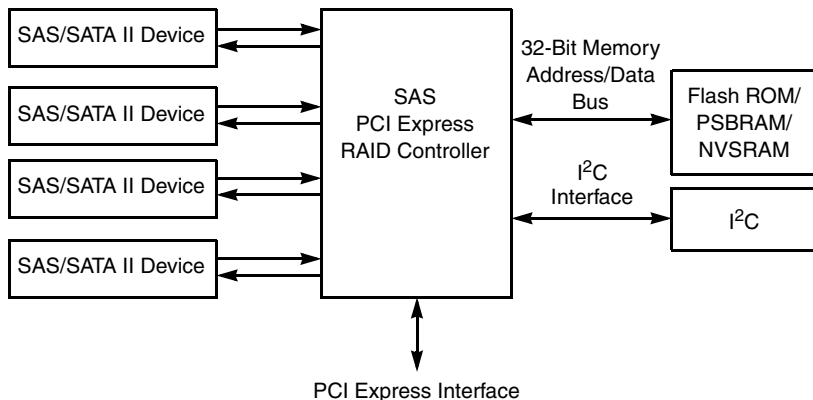 SAS/SATA II Device
SAS/SATA II Device
SAS/SATA II Device
SAS/SATA II Device
SAS
PCI Express
RAID Controller
32-Bit Memory
Address/Data
Bus
I²C
Interface
Flash ROM/
PSBRAM/
NVSRAM
I²C
PCI Express Interface